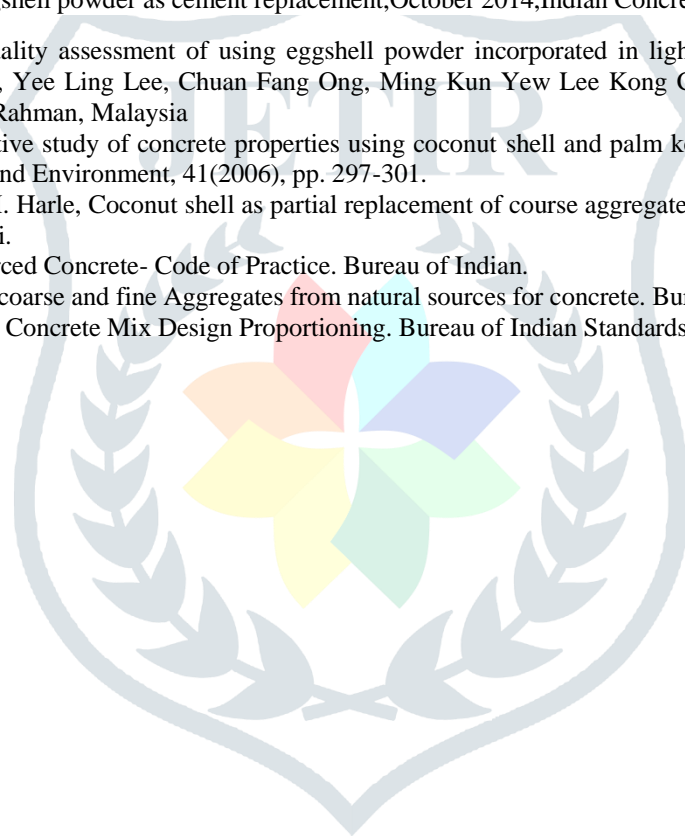 gshell powder as cement replacement,October 2014,Indian Concre
ality assessment of using eggshell powder incorporated in ligh
, Yee Ling Lee, Chuan Fang Ong, Ming Kun Yew Lee Kong C
Rahman, Malaysia
tive study of concrete properties using coconut shell and palm k
nd Environment, 41(2006), pp. 297-301.
. Harle, Coconut shell as partial replacement of course aggregate
i.
rced Concrete- Code of Practice. Bureau of Indian.
coarse and fine Aggregates from natural sources for concrete. Bu
Concrete Mix Design Proportioning. Bureau of Indian Standards
JETIR